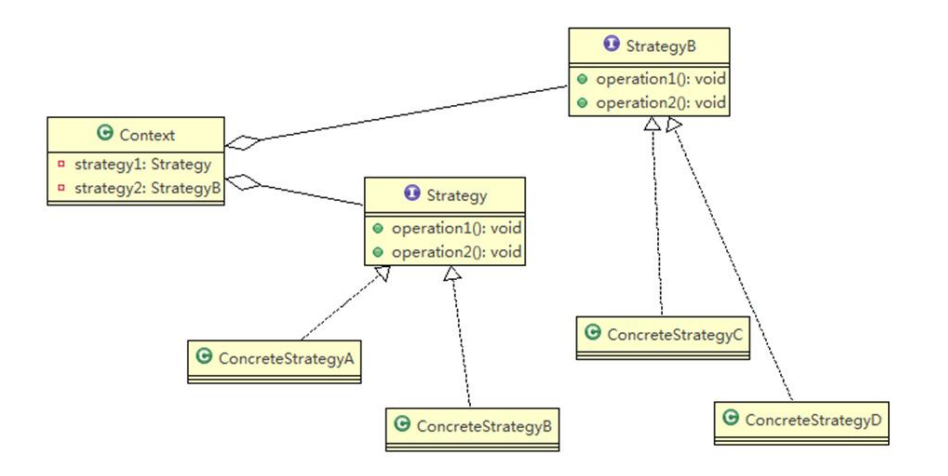 StrategyB
operation1(): void
operation2(): void
Context
strategy1: Strategy
strategy2: StrategyB
Strategy
operation1(): void
operation2(): void
ConcreteStrategyC
ConcreteStrategyA
ConcreteStrategyB
ConcreteStrategyD